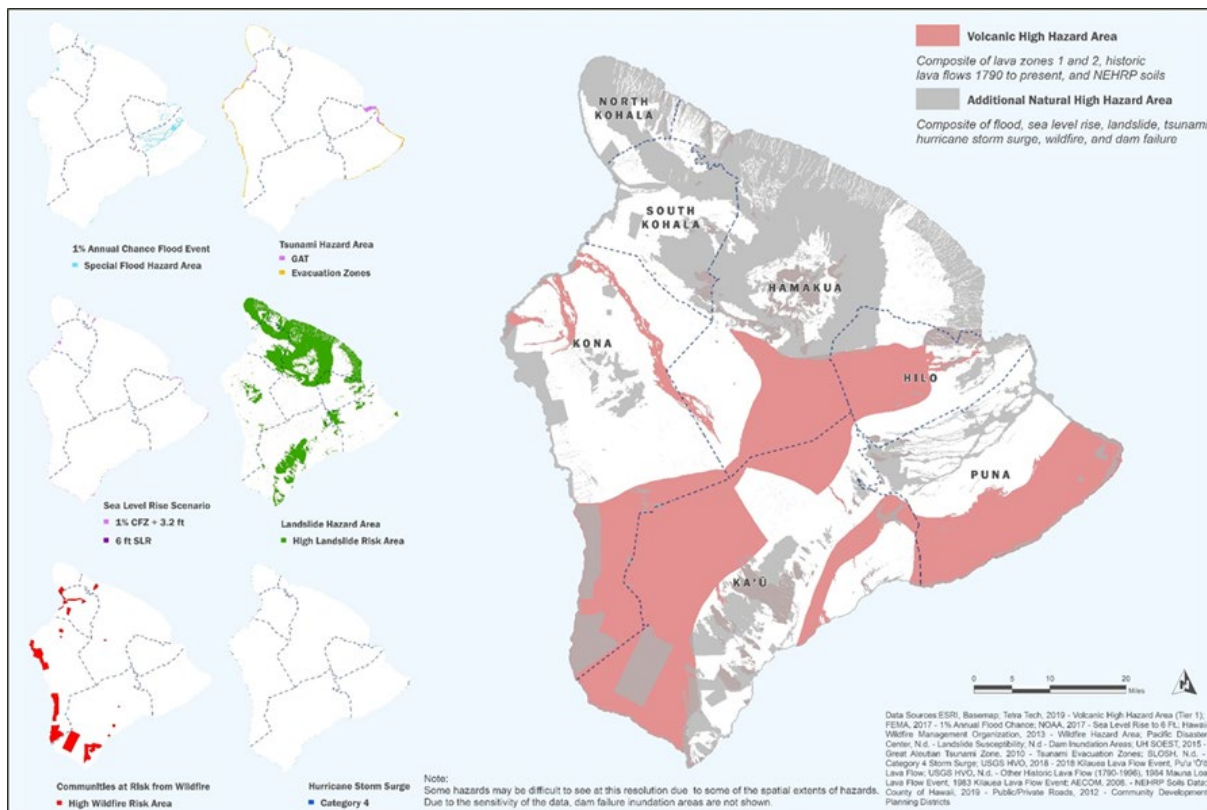 1% Annual Chance Flood Event
Special Flood Hazard Area
Tsunami Hazard Area
GAT
Evacuation Zones
Sea Level Rise Scenario
1% CFZ + 3.2 ft
6 ft SLR
Landslide Hazard Area
High Landslide Risk Area
Communities at Risk from Wildfire
High Wildfire Risk Area
Hurricane Storm Surge
Category 4
NORTH
KOHALA
SOUTH
KOHALA
HAMAKUA
KONA
HILO
PUNA
KA'Ū
Volcanic High Hazard Area
Composite of lava zones 1 and 2, historic
lava flows 1790 to present, and NEHRP soils
Additional Natural High Hazard Area
Composite of flood, sea level rise, landslide, tsunami
hurricane storm surge, wildfire, and dam failure
0 5 10 20
Miles
Note:
Some hazards may be difficult to see at this resolution due to some of the spatial extents of hazards.
Due to the sensitivity of the data, dam failure inundation areas are not shown.
Data Sources:ESRI, Basemap; Tetra Tech, 2019 - Volcanic High Hazard Area (Tier 1);
FEMA, 2017 - 1% Annual Flood Chance; NOAA, 2017 - Sea Level Rise to 6 Ft.; Hawaii
Wildfire Management Organization, 2013 - Wildfire Hazard Area; Pacific Disaster
Center, N.d. - Landslide Susceptibility; N.d - Dam Inundation Areas; UH SOEST, 2015 -
Great Aleutian Tsunami Zone. 2010 - Tsunami Evacuation Zones; SLOSH, N.d. -
Category 4 Storm Surge; USGS HVO, 2018 - 2018 Kilauea Lava Flow Event, Pu'u 'Ō'ō
Lava Flow; USGS HVO, N.d. - Other Historic Lava Flow (1790-1996), 1984 Mauna Loa
Lava Flow Event, 1983 Kilauea Lava Flow Event; AECOM, 2008. - NEHRP Soils Data;
County of Hawaii, 2019 - Public/Private Roads, 2012 - Community Development
Planning Districts